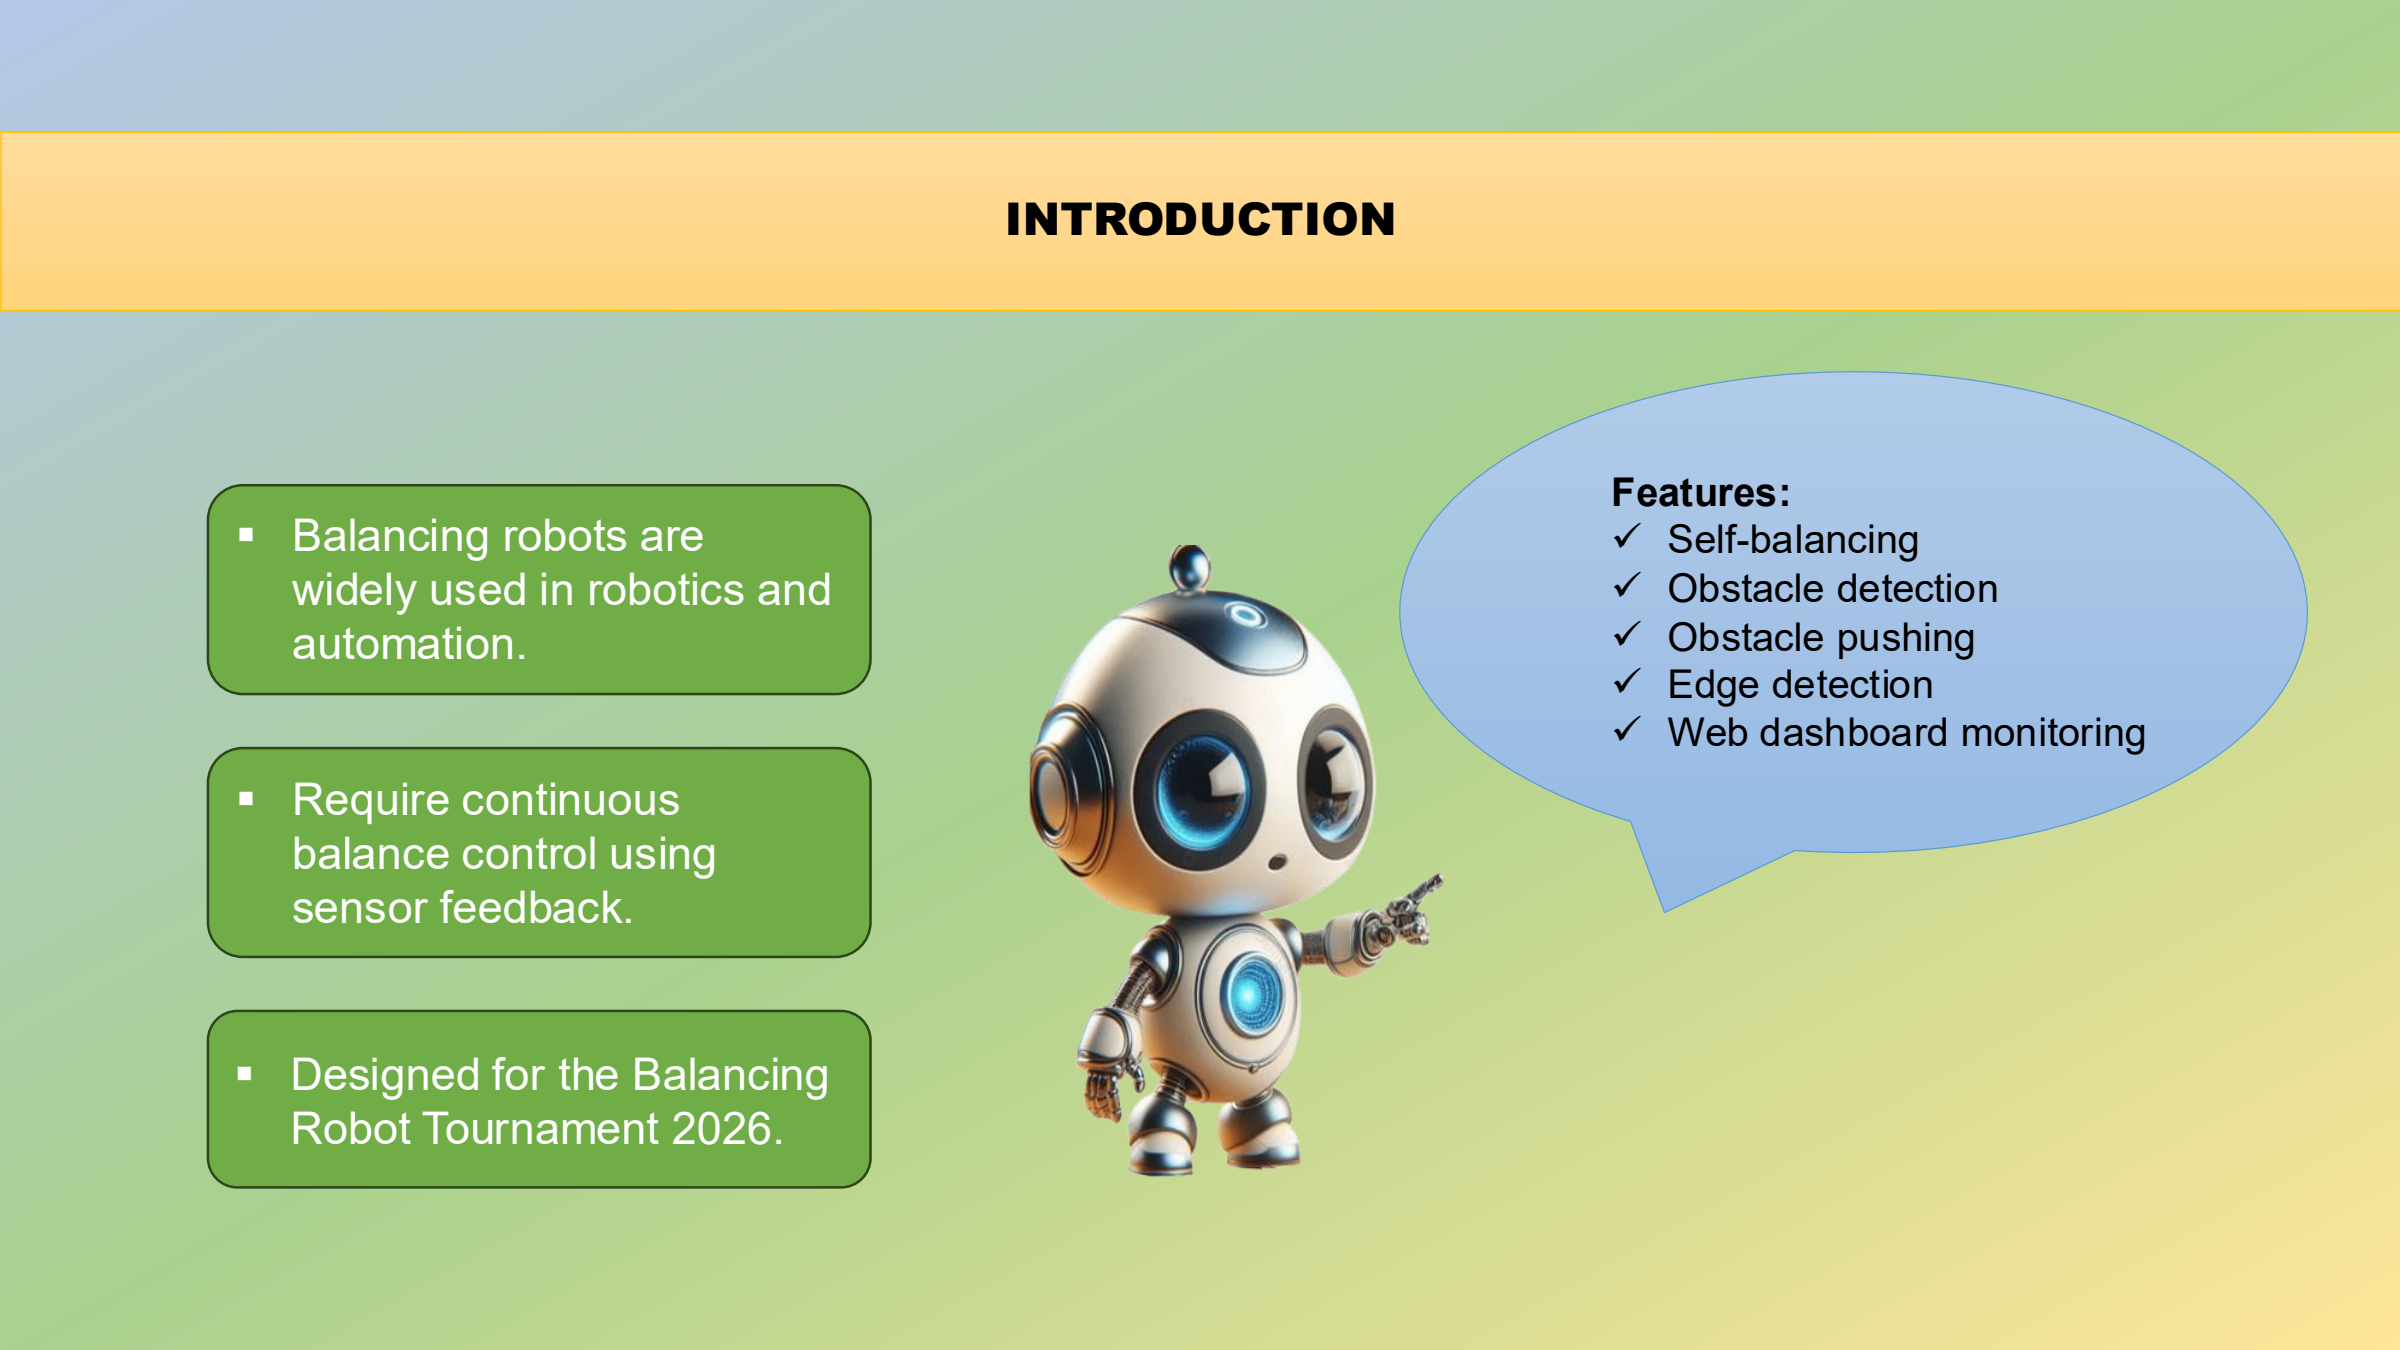 INTRODUCTION
▪ Balancing robots are
widely used in robotics and
automation.
▪ Require continuous
balance control using
sensor feedback.
▪ Designed for the Balancing
Robot Tournament 2026.
Features:
✓ Self-balancing
✓ Obstacle detection
✓ Obstacle pushing
✓ Edge detection
✓ Web dashboard monitoring